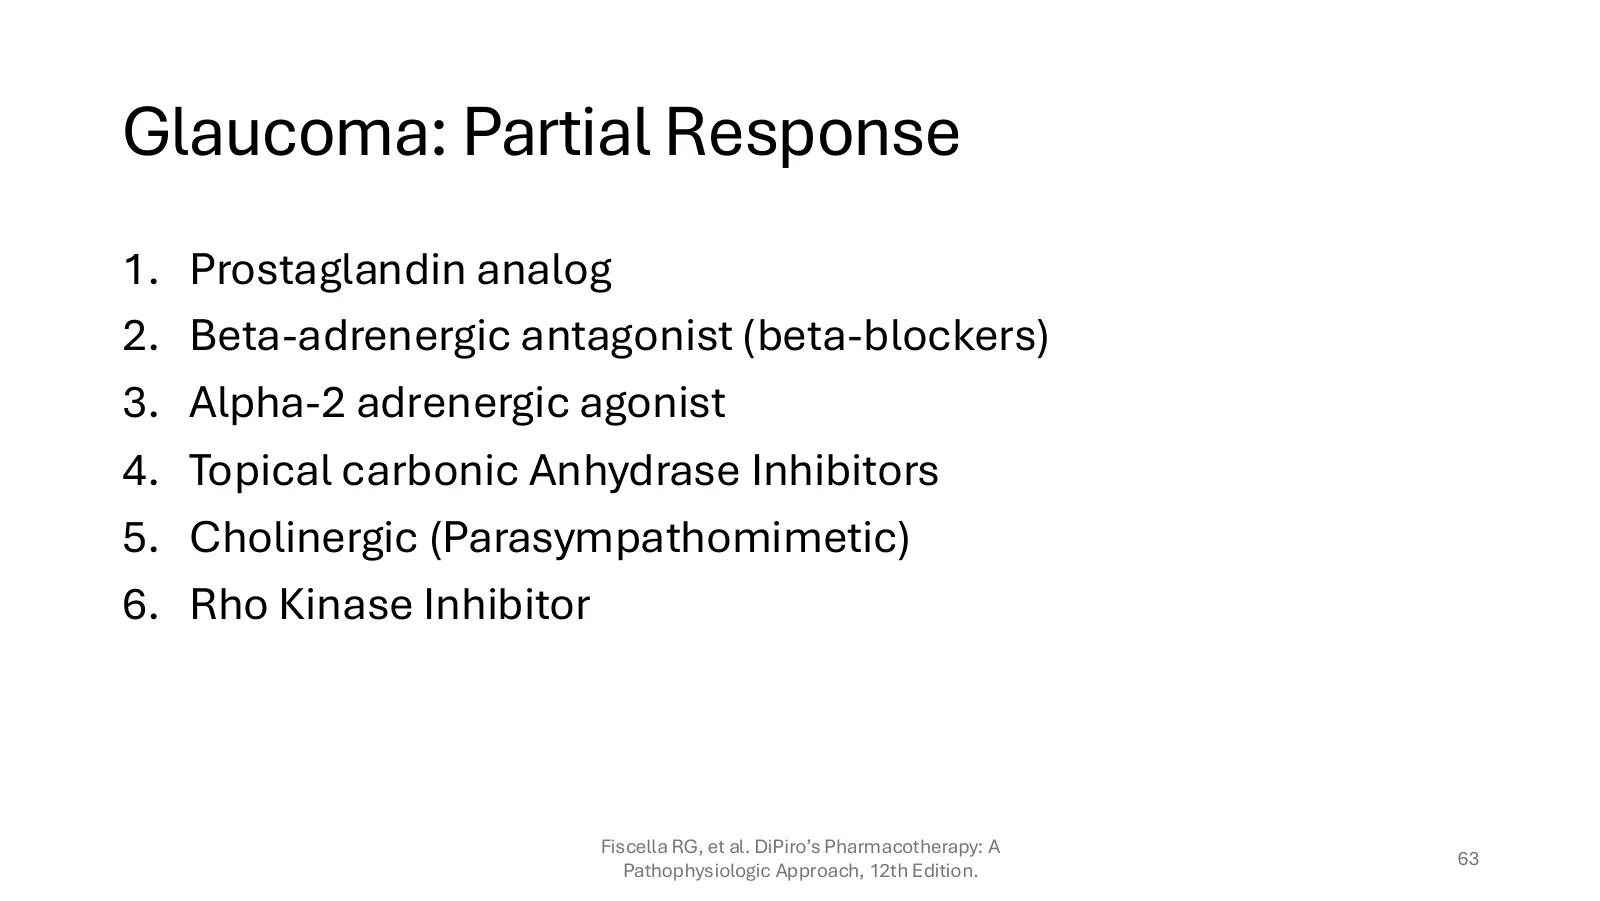 Glaucoma: Partial Response
1. Prostaglandin analog
2. Beta-adrenergic antagonist (beta-blockers)
3. Alpha-2 adrenergic agonist
4. Topical carbonic Anhydrase Inhibitors
5. Cholinergic (Parasympathomimetic)
6. Rho Kinase Inhibitor
Fiscella RG, et al. DiPiro’s Pharmacotherapy: A
Pathophysiologic Approach, 12th Edition.
63